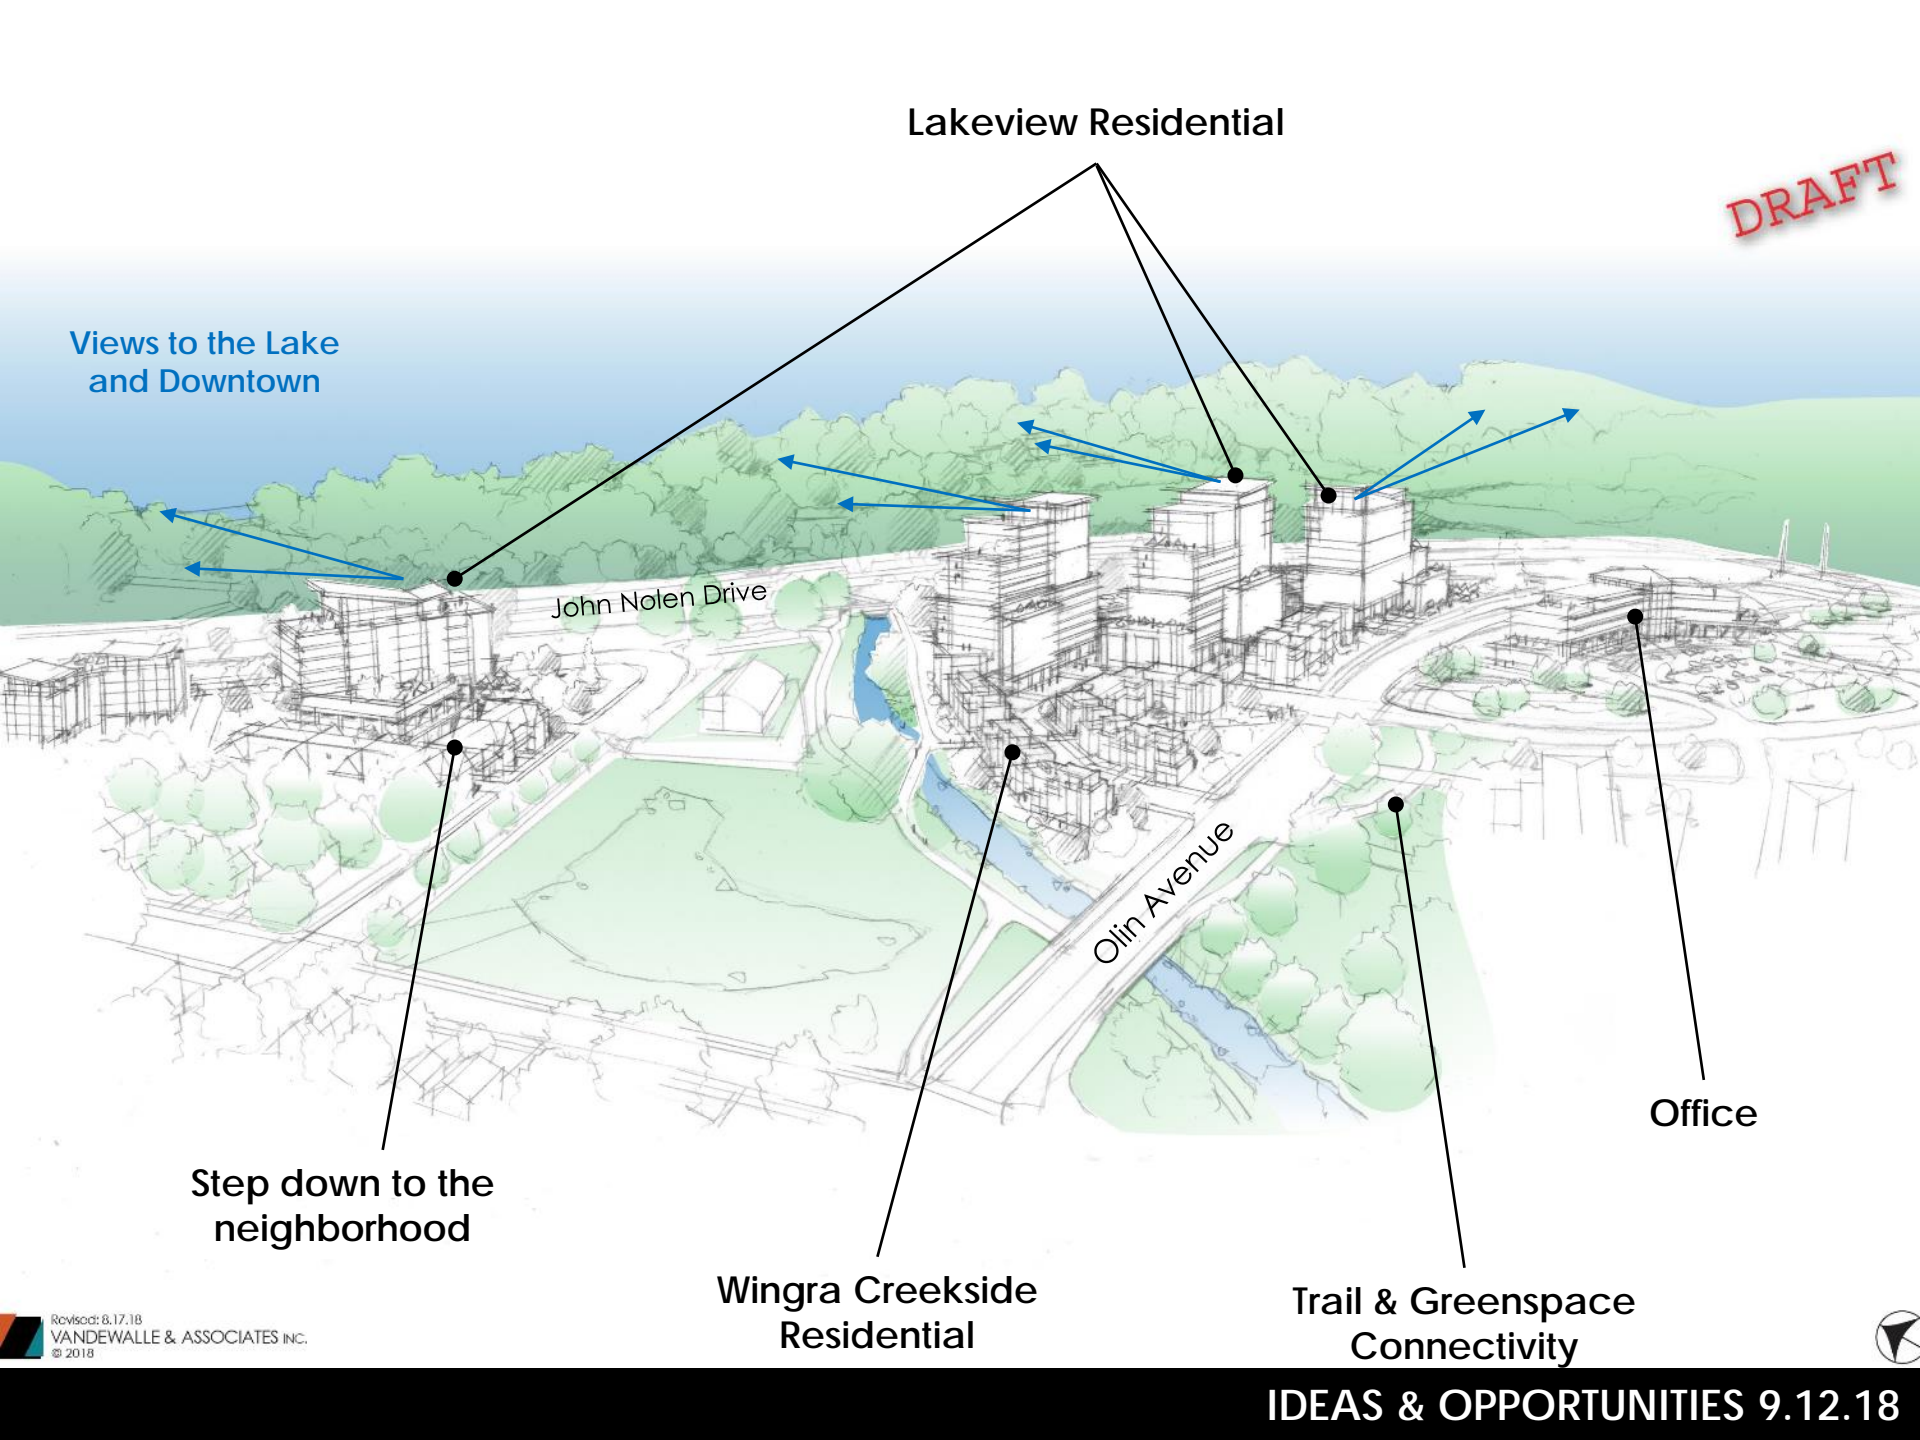 Lakeview Residential
DRAFT
Views to the Lake
and Downtown
John Nolen Drive
Olin Avenue
Office
Step down to the
neighborhood
Wingra Creekside
Residential
Trail & Greenspace
Connectivity
Revised: 8.17.18
VANDEWALLE & ASSOCIATES INC.
© 2018
IDEAS & OPPORTUNITIES 9.12.18